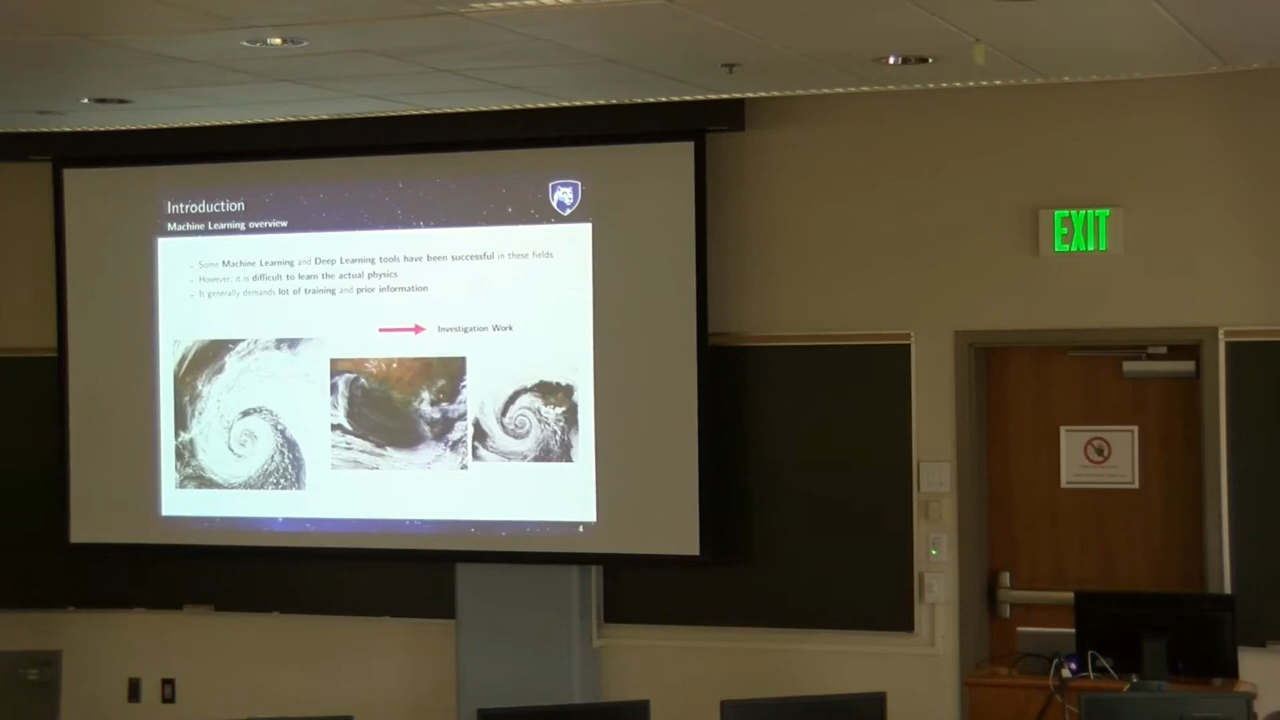 Introduction
Machine Learning overview
- Some Machine Learning and Deep Learning tools have been successful in these fields
- However, it is difficult to learn the actual physics
- It generally demands lot of training and prior information
Investigation Work
4
EXIT